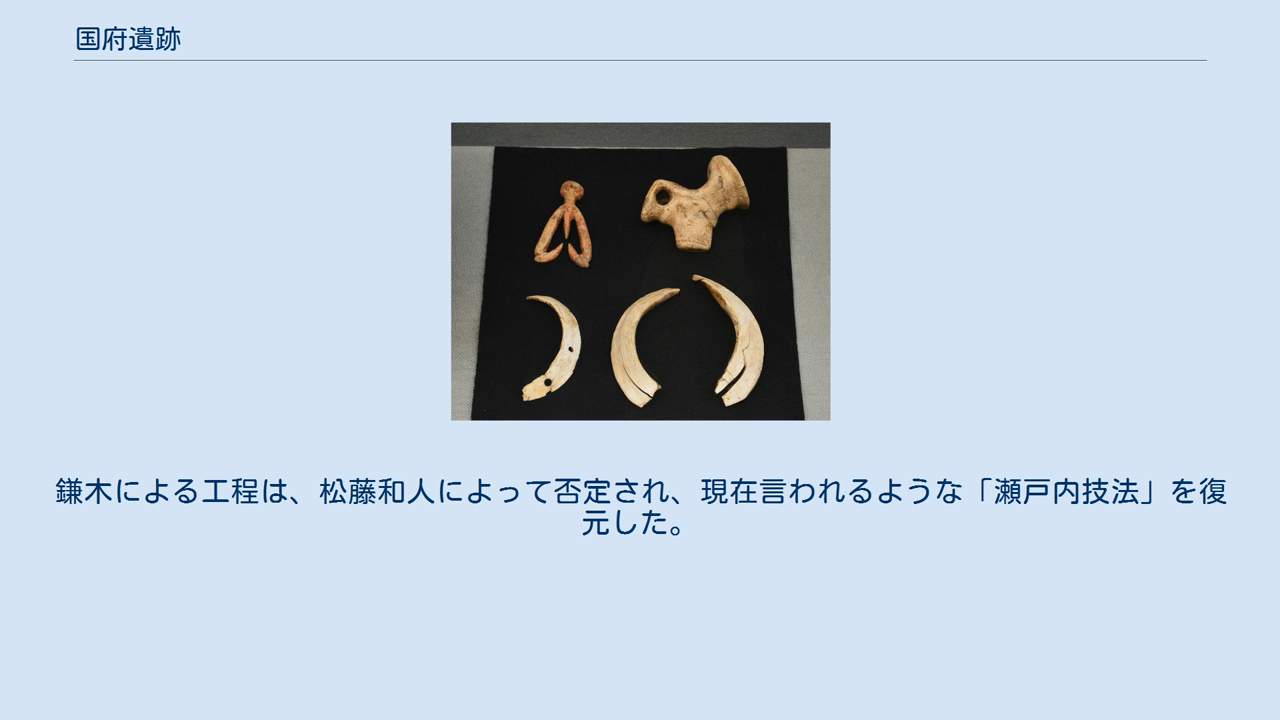 国府遺跡
鎌木による工程は、松藤和人によって否定され、現在言われるような「瀬戸内技法」を復
元した。